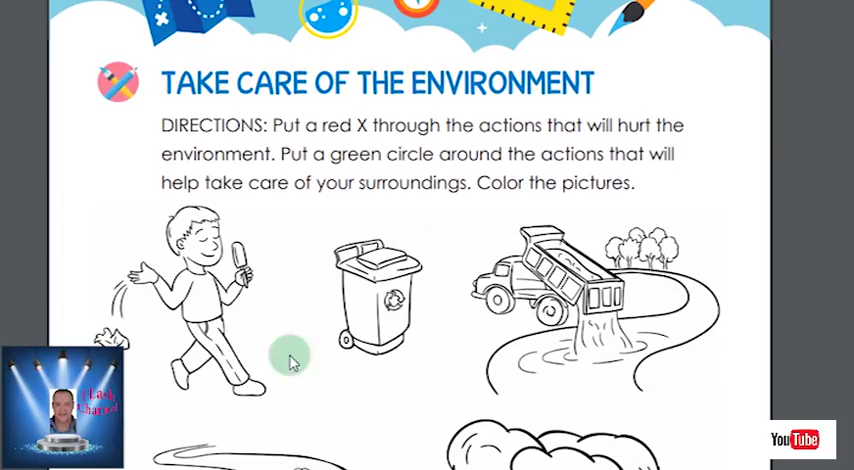 TAKE CARE OF THE ENVIRONMENT
DIRECTIONS: Put a red X through the actions that will hurt the
environment. Put a green circle around the actions that will
help take care of your surroundings. Color the pictures.
Channel
YouTube